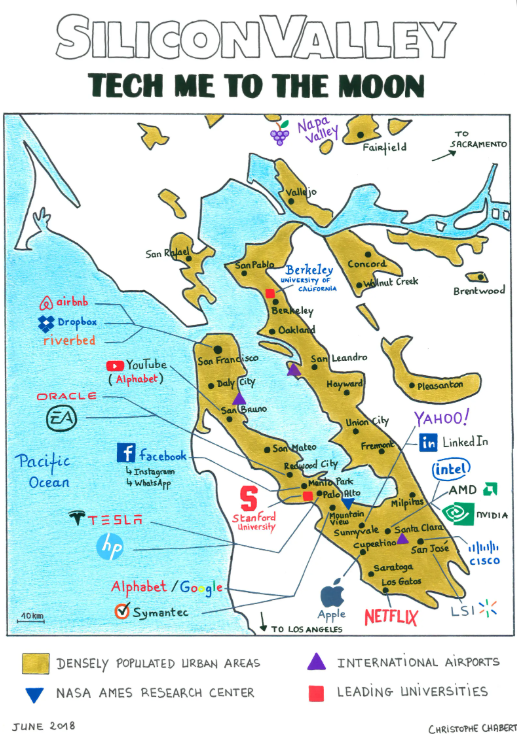 SILICON VALLEY
TECH ME TO THE MOON
Napa
Valley
Fairfield
TO
SACRAMENTO
Vallejo
San Rafael
San Pablo
Concord
Berkeley
UNIVERSITY OF
CALIFORNIA
Walnut Creek
Brentwood
Berkeley
airbnb
Dropbox
riverbed
Oakland
San Francisco
San Leandro
YouTube
(Alphabet)
Daly City
Hayward
Pleasanton
ORACLE
EA
San Bruno
Union City
YAHOO!
Pacific
Ocean
facebook
↳ Instagram
↳ WhatsApp
San Mateo
Fremont
in LinkedIn
Redwood City
intel
Menlo Park
Palo Alto
S
Stanford
University
Milpitas
AMD
NVIDIA
TESLA
hp
Mountain
View
Sunnyvale
Santa Clara
Cupertino
San José
CISCO
Alphabet / Google
Symantec
Saratoga
Los Gatos
Apple
NETFLIX
LSI
40 km
TO LOS ANGELES
DENSELY POPULATED URBAN AREAS
INTERNATIONAL AIRPORTS
NASA AMES RESEARCH CENTER
LEADING UNIVERSITIES
JUNE 2018
CHRISTOPHE CHABERT